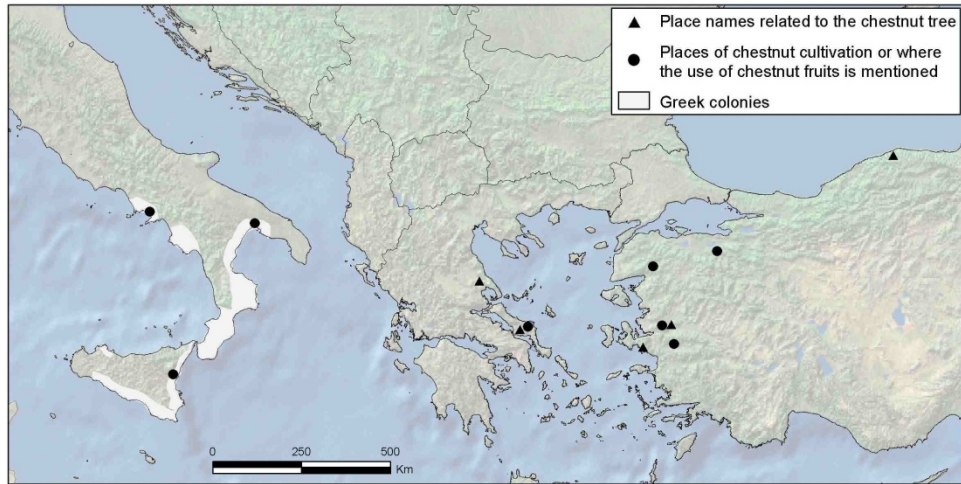 Place names related to the chestnut tree
Places of chestnut cultivation or where
the use of chestnut fruits is mentioned
Greek colonies
0 250 500
Km